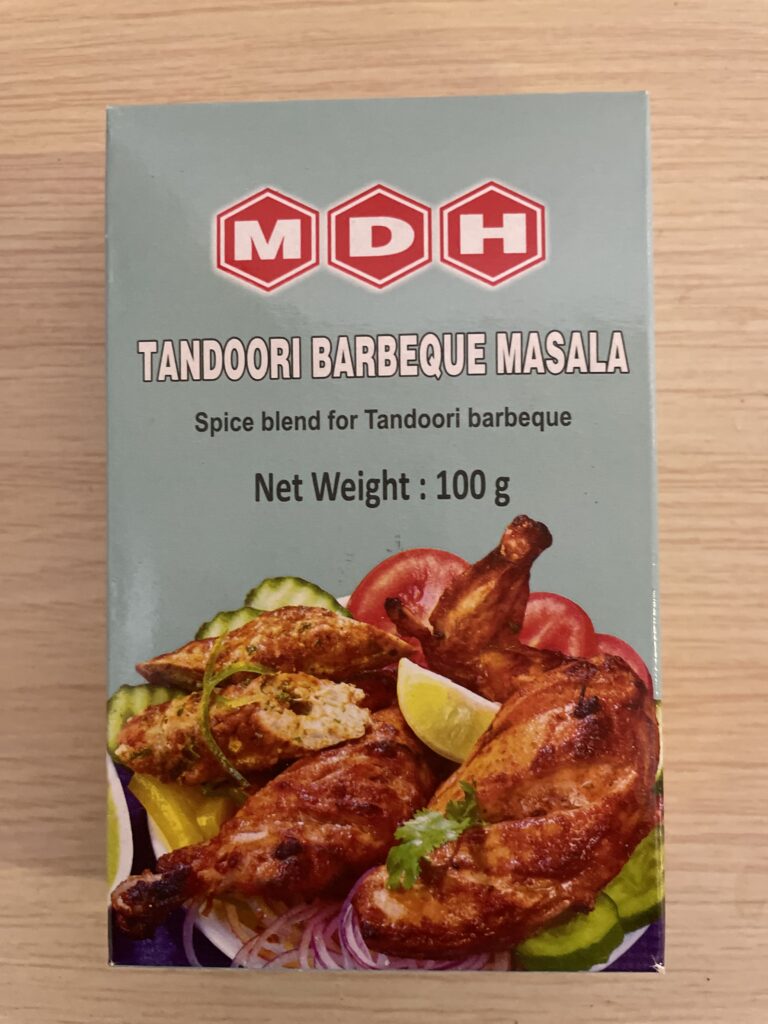 MDH
TANDOORI BARBEQUE MASALA
Spice blend for Tandoori barbeque
Net Weight : 100 g